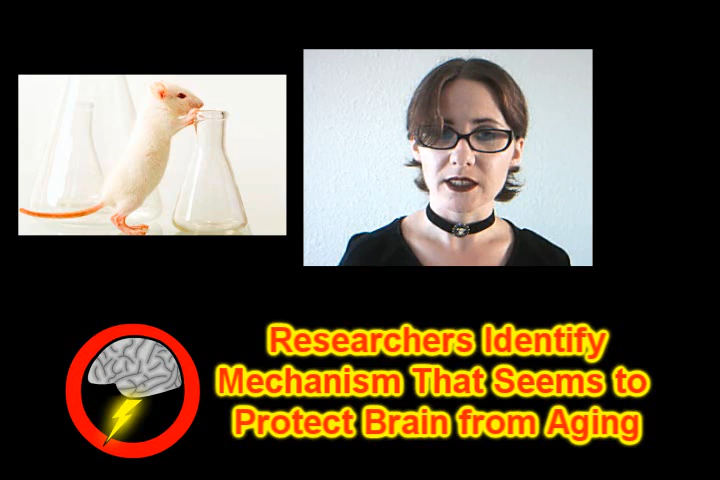 Researchers Identify
Mechanism That Seems to
Protect Brain from Aging